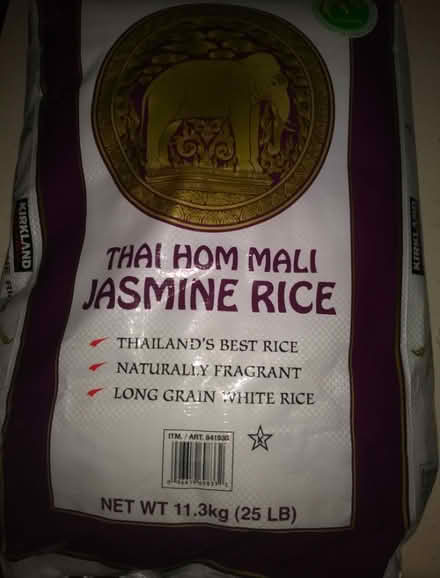 THAI HOM MALI
JASMINE RICE
THAILAND'S BEST RICE
NATURALLY FRAGRANT
LONG GRAIN WHITE RICE
ITM. / ART.
K
NET WT 11.3kg (25 LB)
KIRKLAND
KIRKLAND